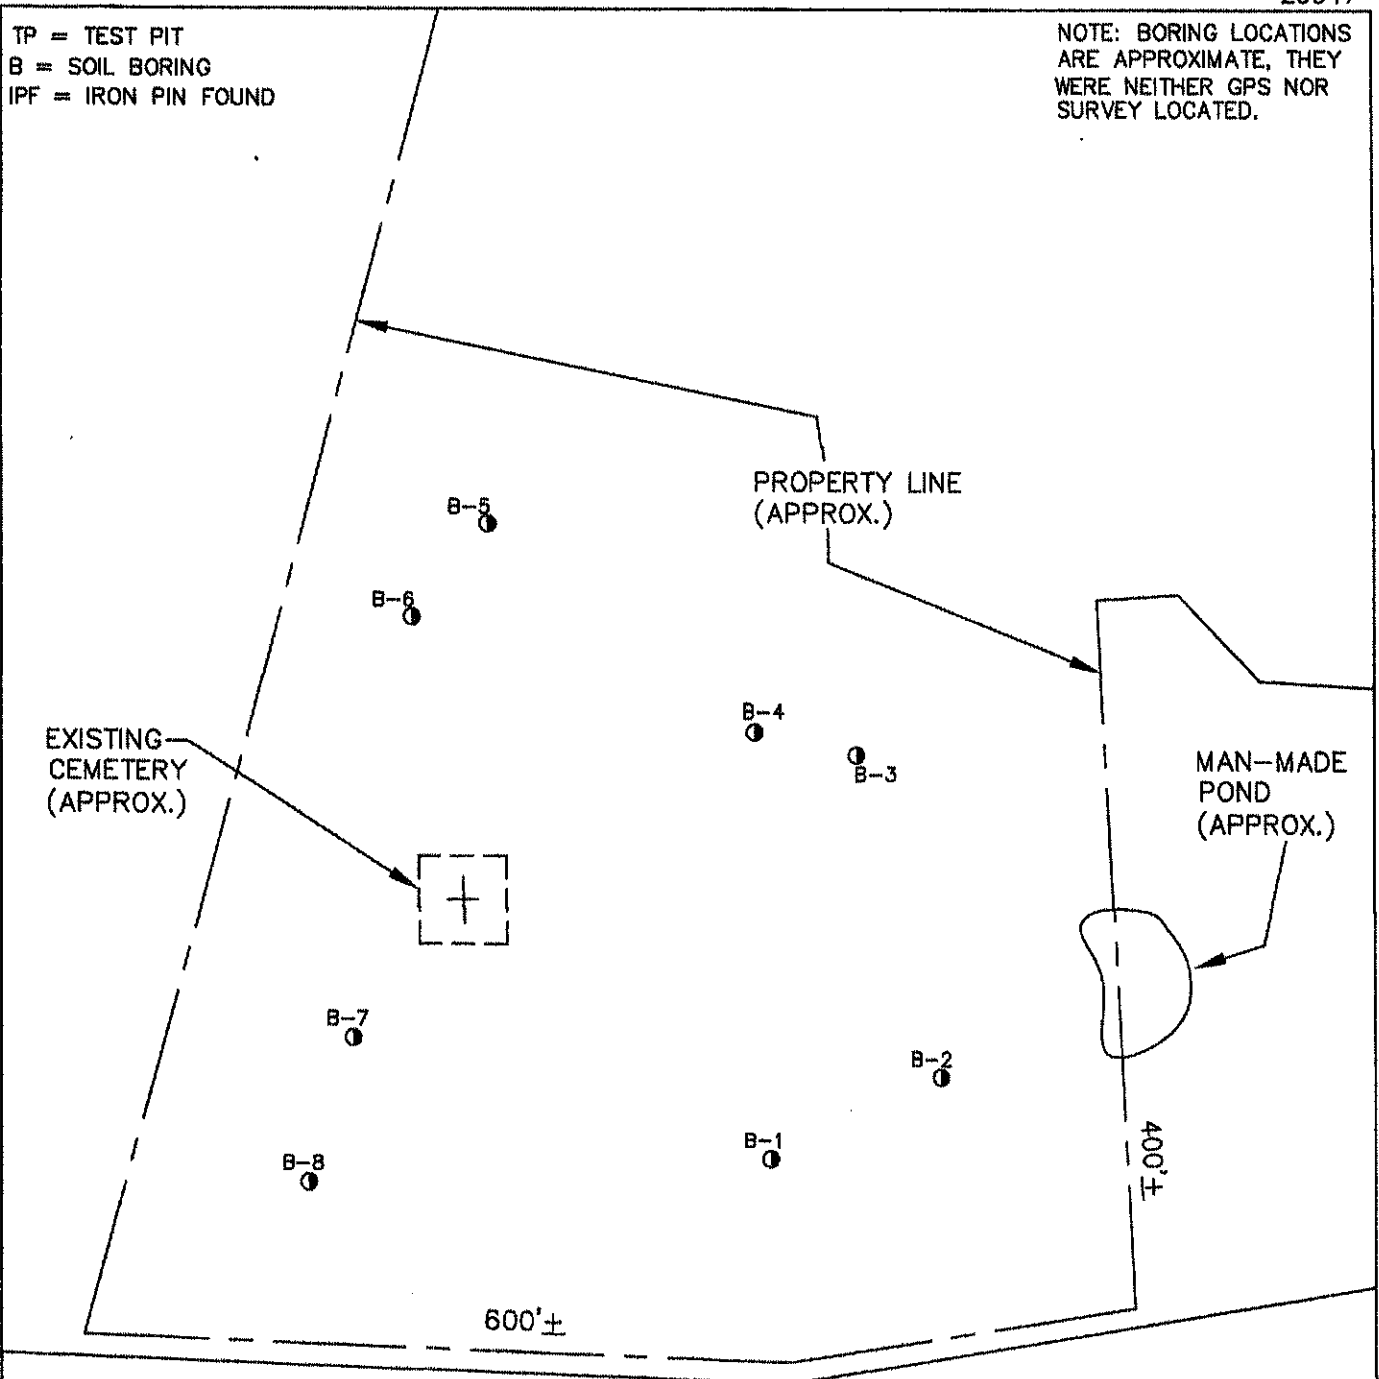 TP = TEST PIT
B = SOIL BORING
IPF = IRON PIN FOUND
NOTE: BORING LOCATIONS
ARE APPROXIMATE, THEY
WERE NEITHER GPS NOR
SURVEY LOCATED.
PROPERTY LINE
(APPROX.)
B-5
B-6
B-4
B-3
EXISTING
CEMETERY
(APPROX.)
MAN-MADE
POND
(APPROX.)
B-7
B-2
B-1
B-8
400'±
600'±